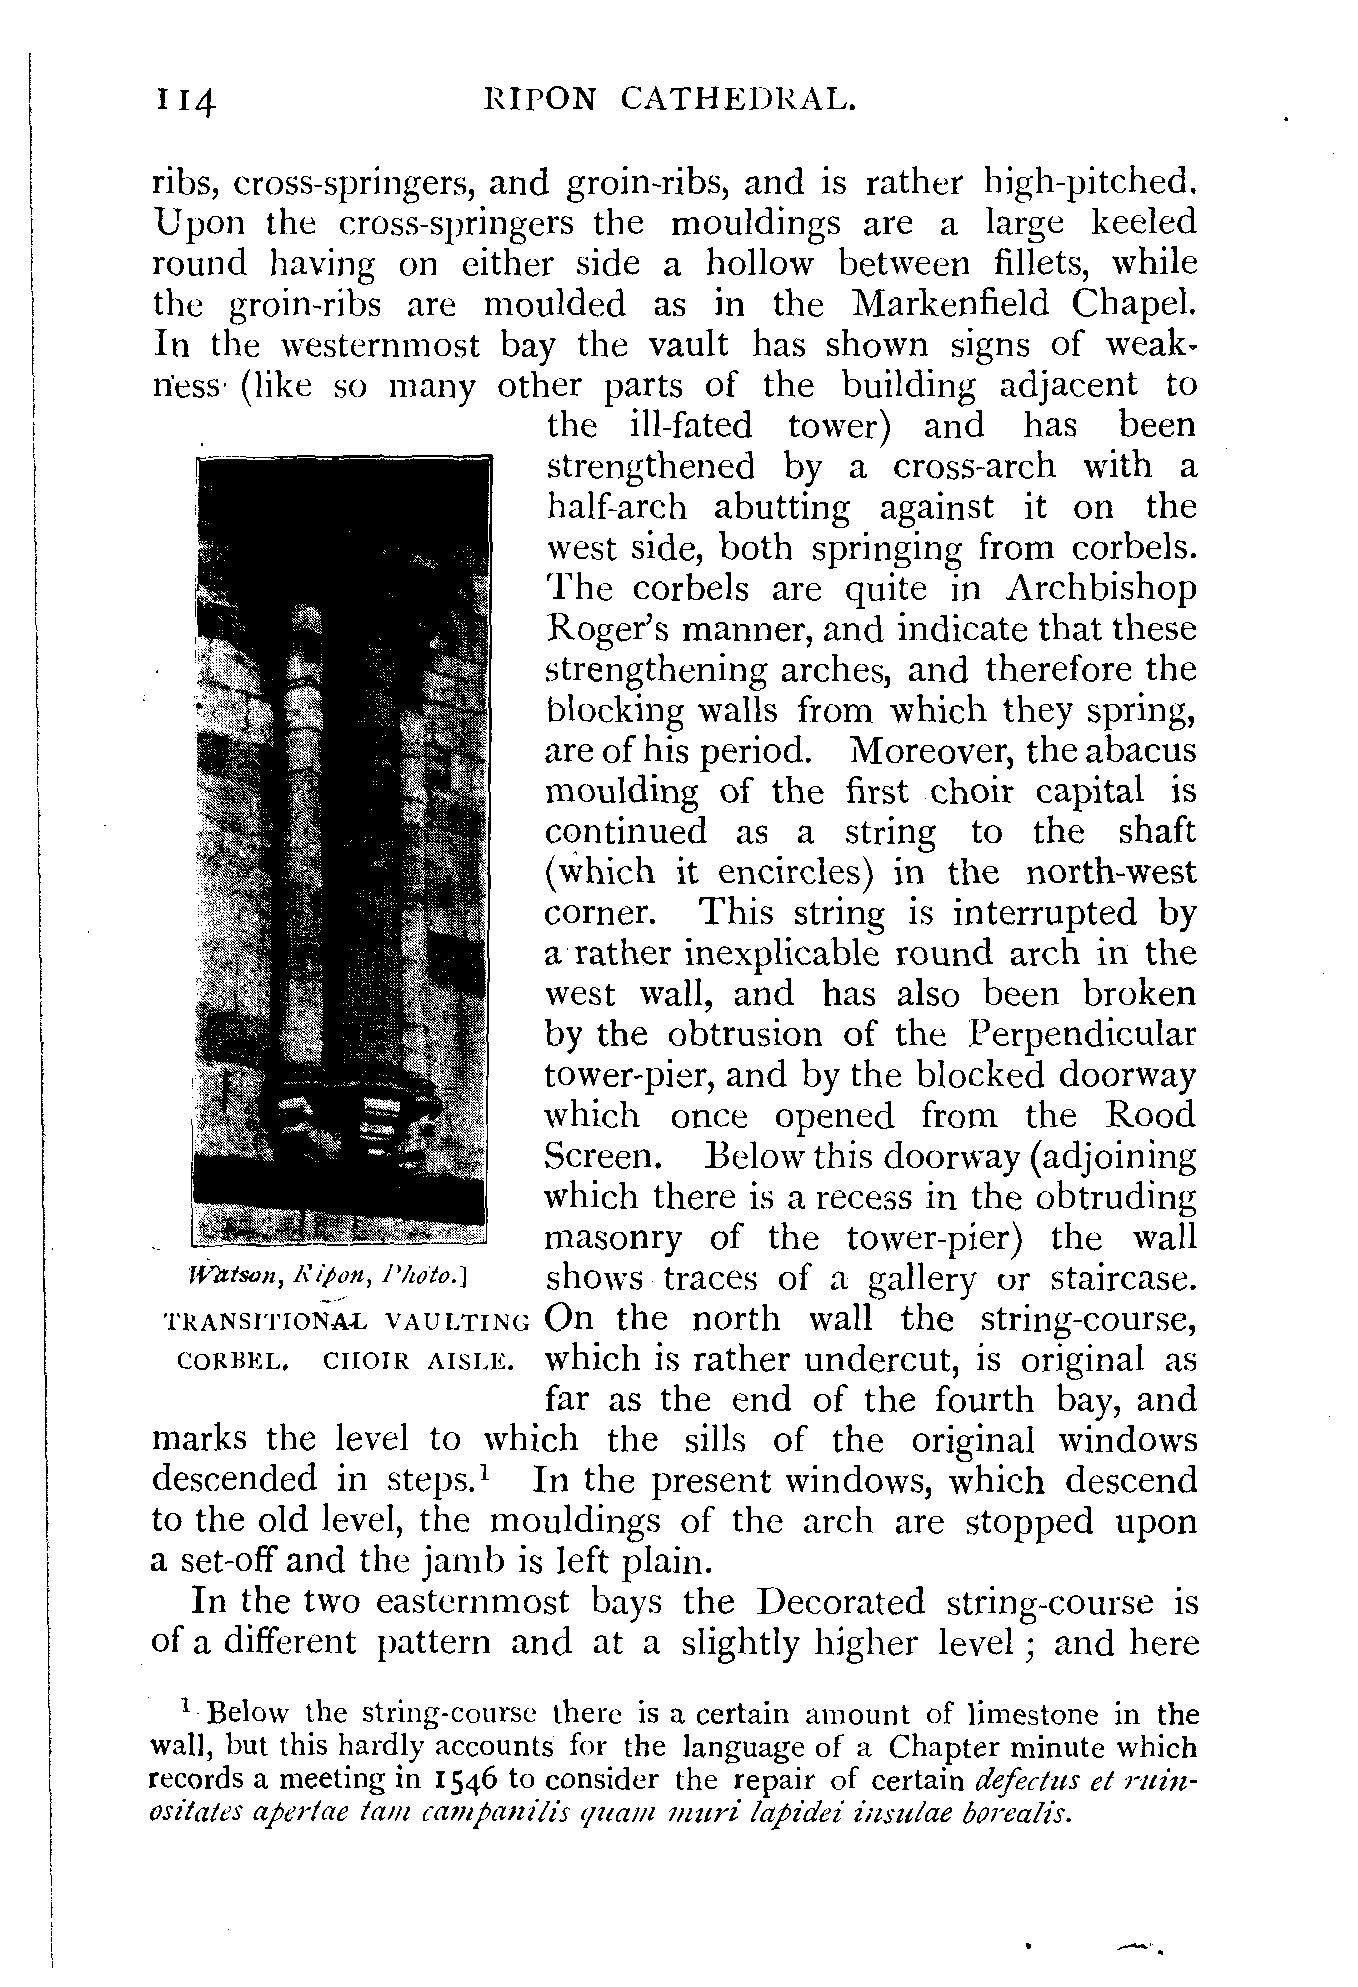 114 RIPON CATHEDRAL.
ribs, cross-springers, and groin-ribs, and is rather high-pitched.
Upon the cross-springers the mouldings are a large keeled
round having on either side a hollow between fillets, while
the groin-ribs are moulded as in the Markenfield Chapel.
In the westernmost bay the vault has shown signs of weak-
ness (like so many other parts of the building adjacent to
the ill-fated tower) and has been
strengthened by a cross-arch with a
half-arch abutting against it on the
west side, both springing from corbels.
The corbels are quite in Archbishop
Roger's manner, and indicate that these
strengthening arches, and therefore the
blocking walls from which they spring,
are of his period. Moreover, the abacus
moulding of the first choir capital is
continued as a string to the shaft
(which it encircles) in the north-west
corner. This string is interrupted by
a rather inexplicable round arch in the
west wall, and has also been broken
by the obtrusion of the Perpendicular
tower-pier, and by the blocked doorway
which once opened from the Rood
Screen. Below this doorway (adjoining
which there is a recess in the obtruding
masonry of the tower-pier) the wall
shows traces of a gallery or staircase.
On the north wall the string-course,
which is rather undercut, is original as
far as the end of the fourth bay, and
Watson, Ripon, Photo.]
TRANSITIONAL VAULTING
CORBEL. CHOIR AISLE.
marks the level to which the sills of the original windows
descended in steps.¹ In the present windows, which descend
to the old level, the mouldings of the arch are stopped upon
a set-off and the jamb is left plain.
In the two easternmost bays the Decorated string-course is
of a different pattern and at a slightly higher level; and here
¹ Below the string-course there is a certain amount of limestone in the
wall, but this hardly accounts for the language of a Chapter minute which
records a meeting in 1546 to consider the repair of certain defectus et ruin-
ositates apertae tam campanilis quam muri lapidei insulae borealis.